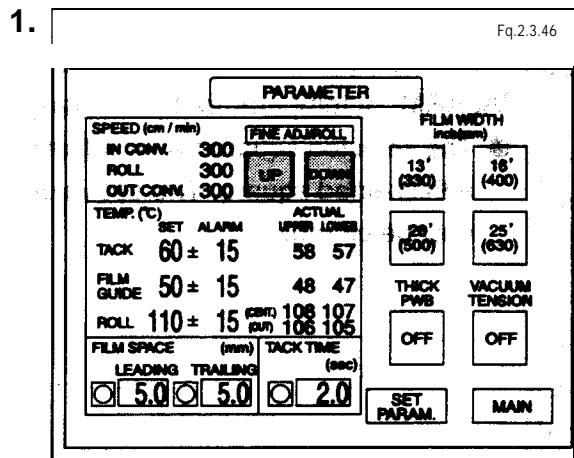 1.
Fq.2.3.46
PARAMETER
SPEED (cm / min)
FINE ADJ/ROLL
IN CONV. 300
ROLL 300
OUT CONV. 300
UP DOWN
TEMP. (°C)
SET ALARM
ACTUAL
UPPER LOWER
TACK 60 ± 15 58 57
FILM GUIDE 50 ± 15 48 47
ROLL 110 ± 15 (CENT.) 108 107
(OUT) 106 105
FILM SPACE (mm)
LEADING TRAILING
5.0 5.0
TACK TIME
(sec)
2.0
FILM WIDTH
inch(mm)
13' 16'
(330) (400)
25'
(500) (630)
THICK PWB
VACUUM TENSION
OFF OFF
SET PARAM.
MAIN